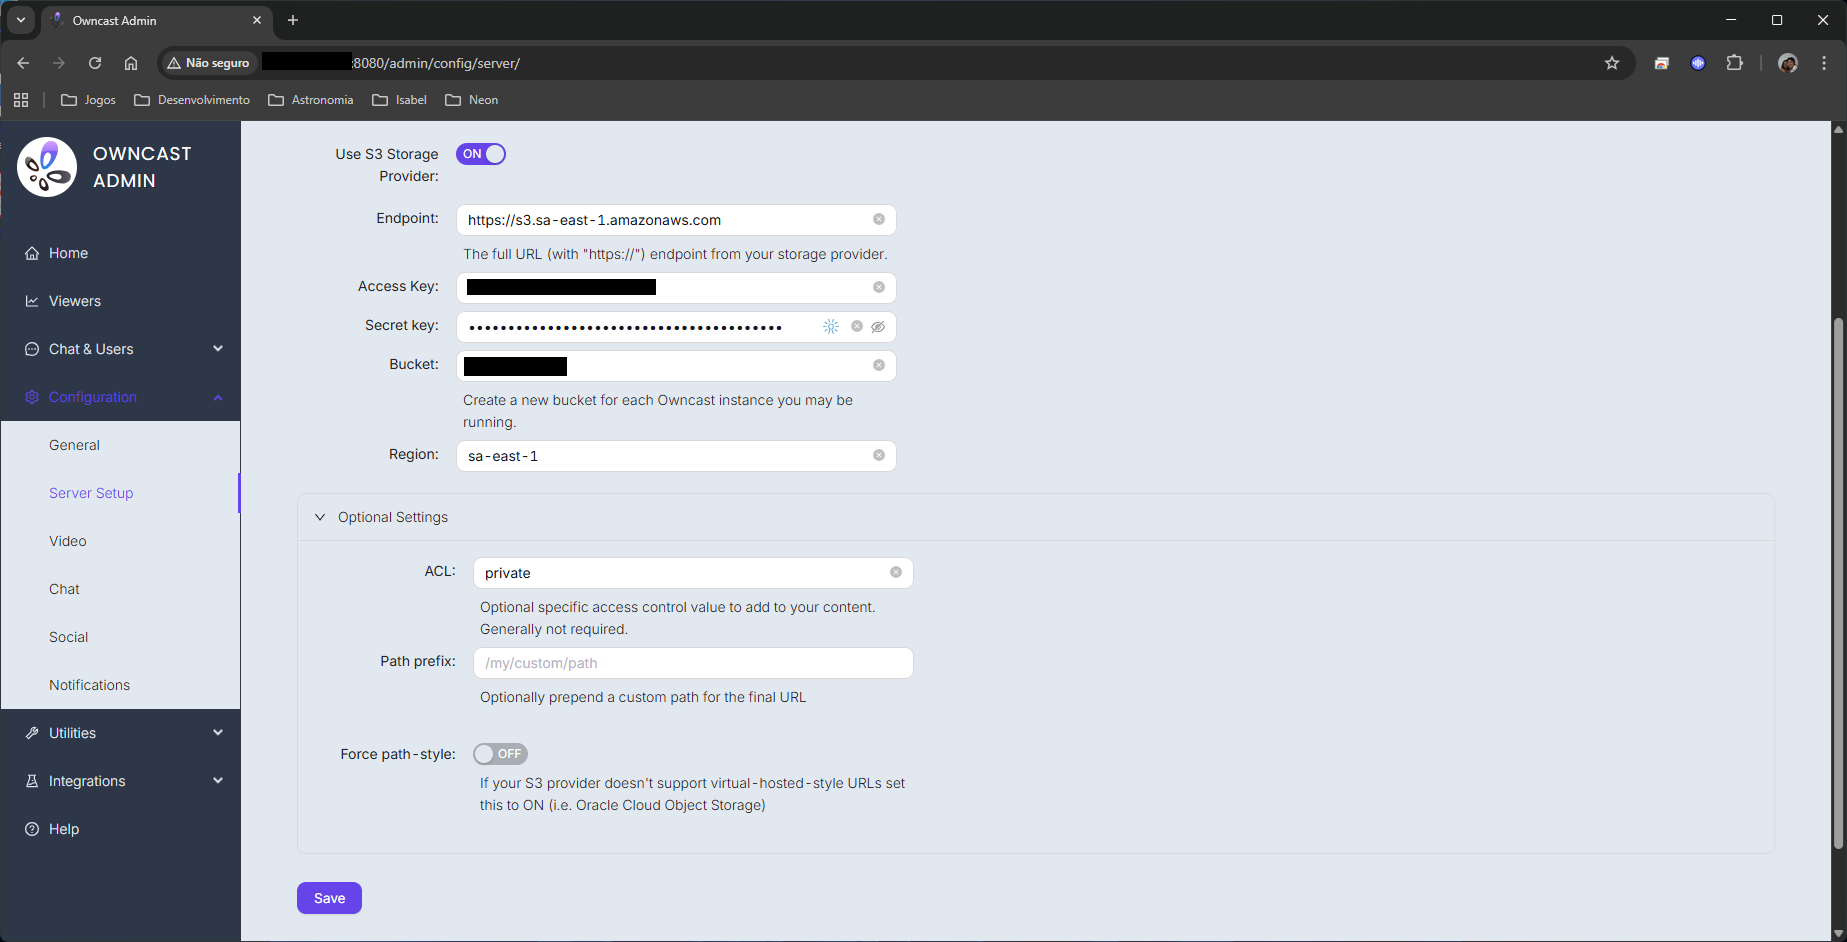 Owncast Admin
Não seguro
:8080/admin/config/server/
Jogos
Desenvolvimento
Astronomia
Isabel
Neon
OWNCAST
ADMIN
Home
Viewers
Chat & Users
Configuration
General
Server Setup
Video
Chat
Social
Notifications
Utilities
Integrations
Help
Use S3 Storage
Provider:
ON
Endpoint:
https://s3.sa-east-1.amazonaws.com
The full URL (with "https://") endpoint from your storage provider.
Access Key:
Secret key:
••••••••••••••••••••••••••••••••••••••••
Bucket:
Create a new bucket for each Owncast instance you may be
running.
Region:
sa-east-1
Optional Settings
ACL:
private
Optional specific access control value to add to your content.
Generally not required.
Path prefix:
/my/custom/path
Optionally prepend a custom path for the final URL
Force path-style:
OFF
If your S3 provider doesn't support virtual-hosted-style URLs set
this to ON (i.e. Oracle Cloud Object Storage)
Save